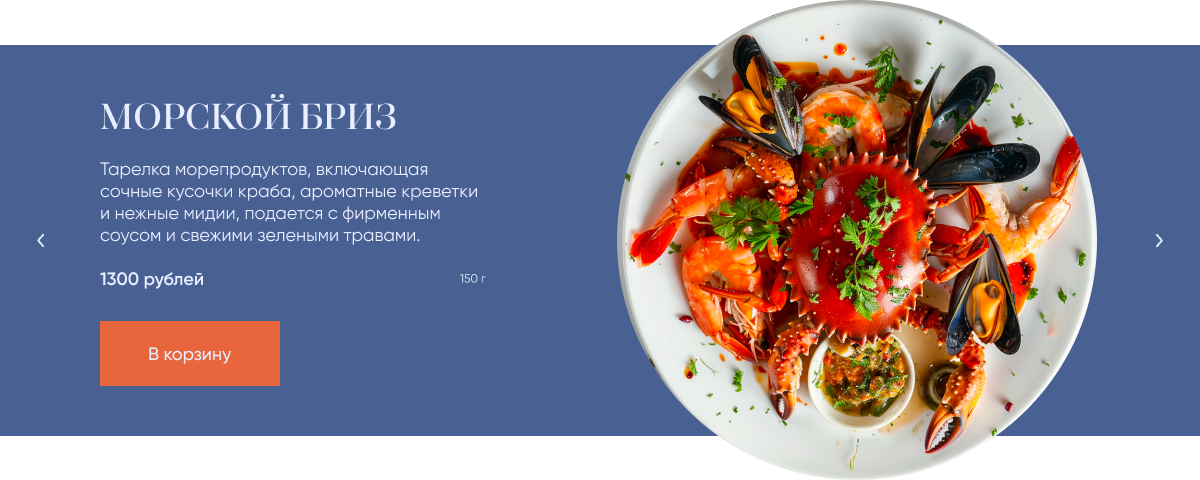 МОРСКОЙ БРИЗ
Тарелка морепродуктов, включающая
сочные кусочки краба, ароматные креветки
и нежные мидии, подается с фирменным
соусом и свежими зелеными травами.
1300 рублей
150 г
В корзину